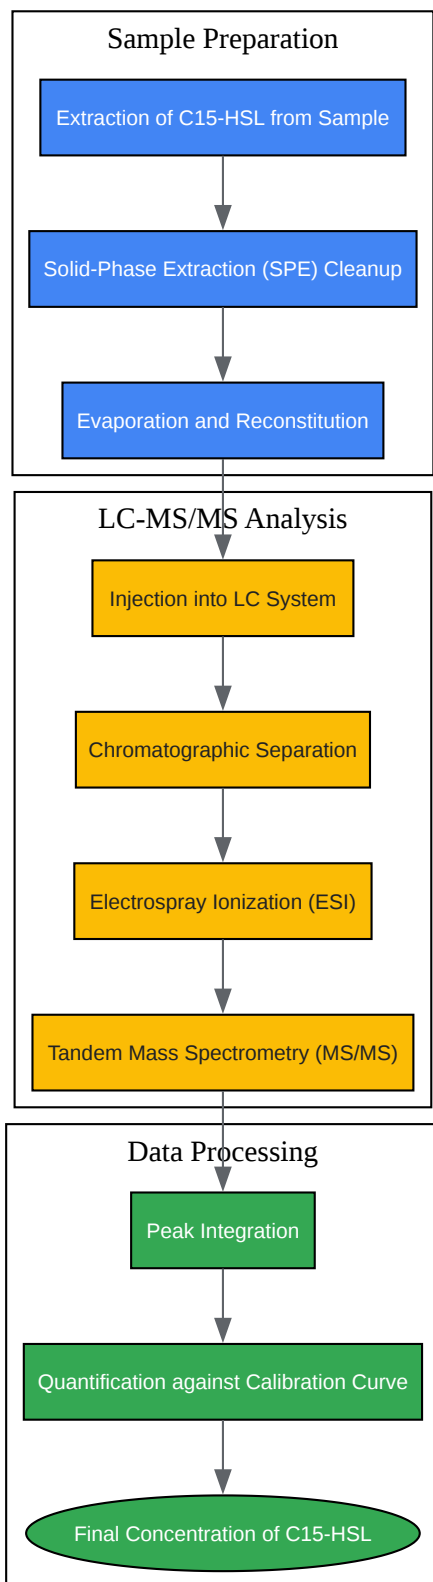 Sample Preparation
Extraction of C15-HSL from Sample
Solid-Phase Extraction (SPE) Cleanup
Evaporation and Reconstitution
LC-MS/MS Analysis
Injection into LC System
Chromatographic Separation
Electrospray Ionization (ESI)
Tandem Mass Spectrometry (MS/MS)
Data Processing
Peak Integration
Quantification against Calibration Curve
Final Concentration of C15-HSL